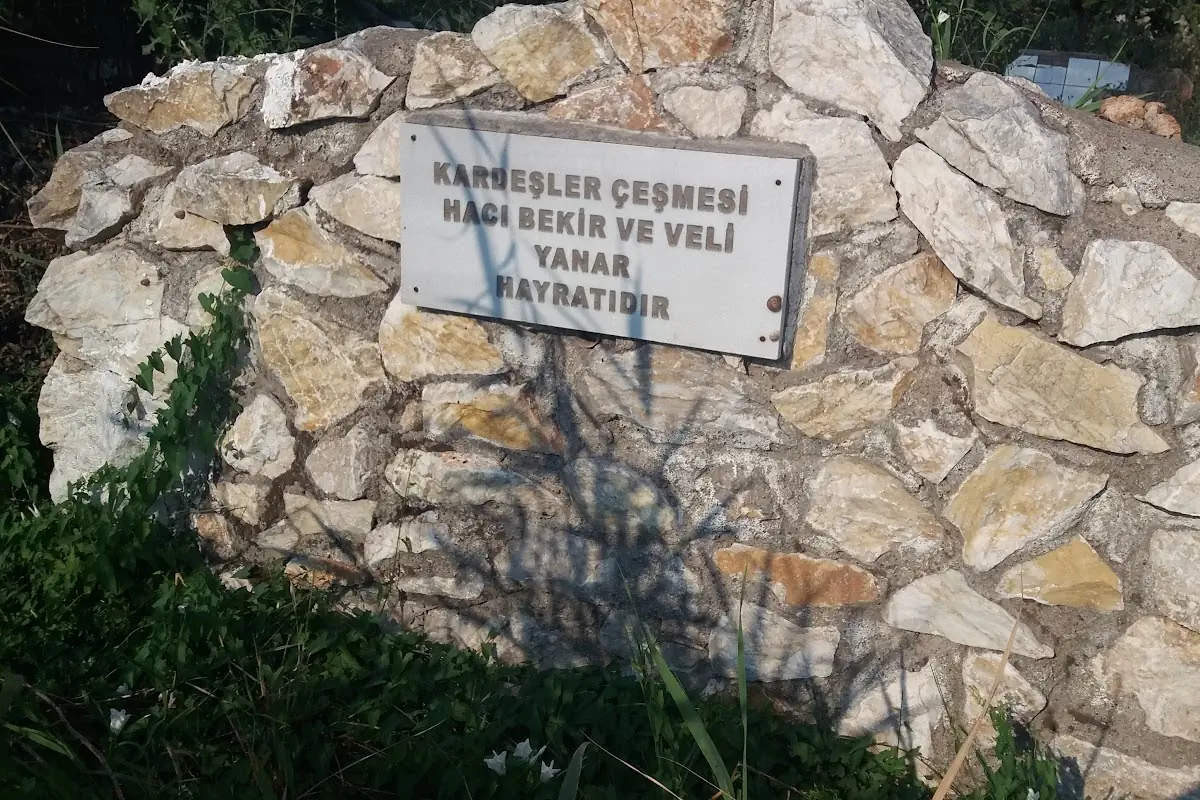 KARDEŞLER ÇEŞMESİ
HACI BEKİR VE VELİ
YANAR
HAYRATIDIR